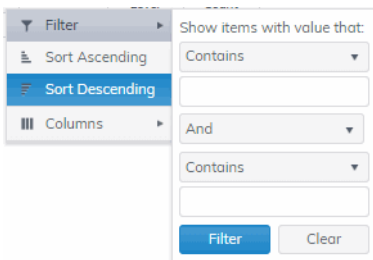 Filter
Sort Ascending
Sort Descending
Columns
Show items with value that:
Contains
And
Contains
Filter
Clear